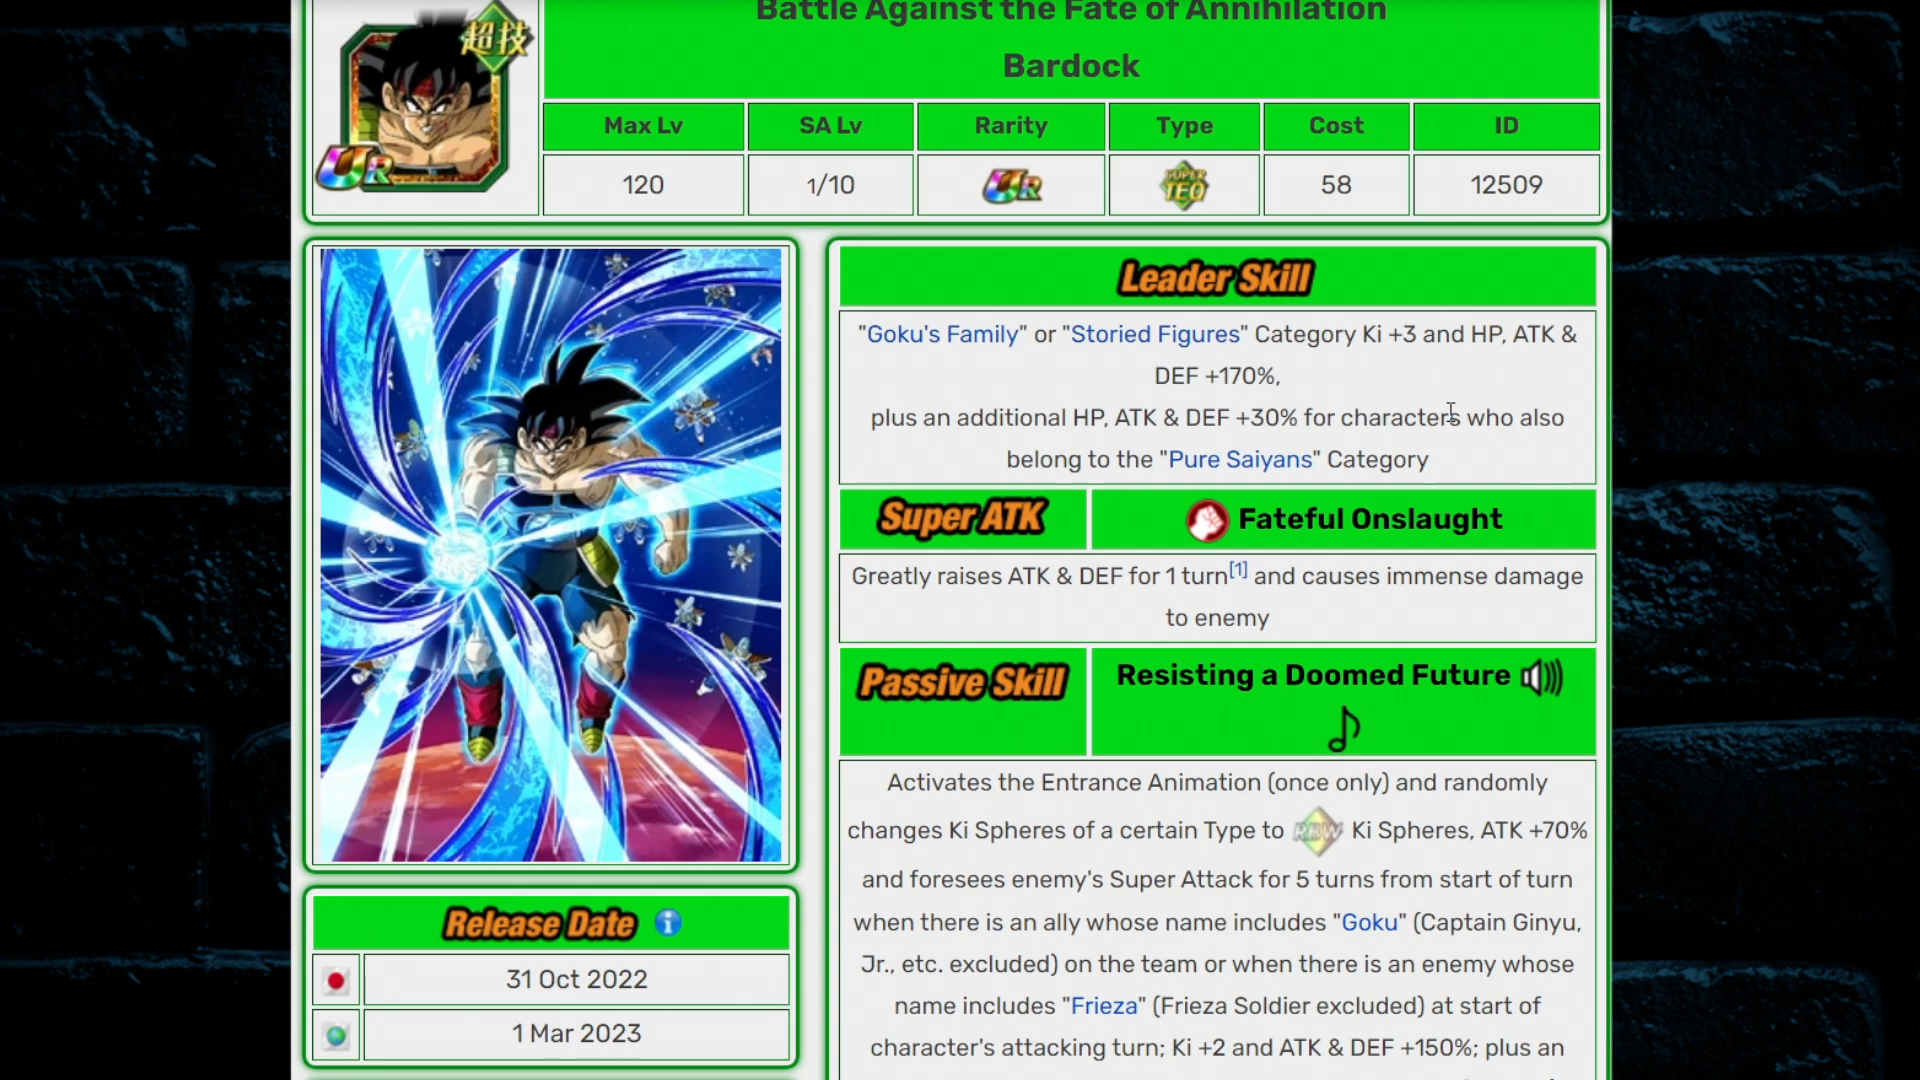 Battle Against the Fate of Annihilation
超技
Bardock
UR
Max Lv
SA Lv
Rarity
Type
Cost
ID
120
1/10
UR
SUPER
TEQ
58
12509
Leader Skill
"Goku's Family" or "Storied Figures" Category Ki +3 and HP, ATK &
DEF +170%,
plus an additional HP, ATK & DEF +30% for characters who also
belong to the "Pure Saiyans" Category
Super ATK
Fateful Onslaught
Greatly raises ATK & DEF for 1 turn[1] and causes immense damage
to enemy
Passive Skill
Resisting a Doomed Future
Activates the Entrance Animation (once only) and randomly
changes Ki Spheres of a certain Type to RBW Ki Spheres, ATK +70%
and foresees enemy's Super Attack for 5 turns from start of turn
when there is an ally whose name includes "Goku" (Captain Ginyu,
Jr., etc. excluded) on the team or when there is an enemy whose
name includes "Frieza" (Frieza Soldier excluded) at start of
character's attacking turn; Ki +2 and ATK & DEF +150%; plus an
Release Date
31 Oct 2022
1 Mar 2023